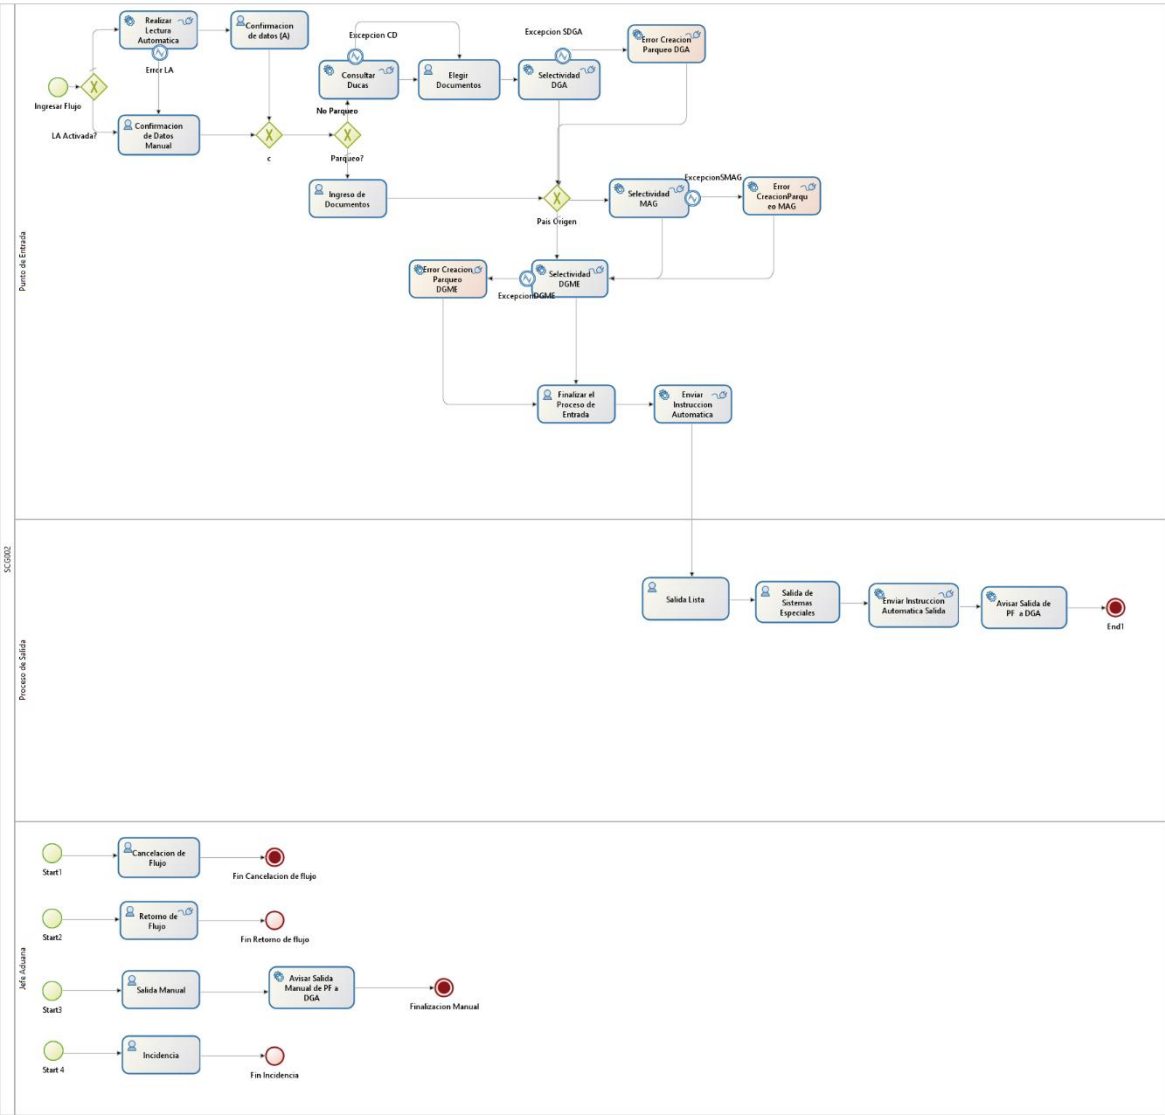 SCG002
Punto de Entrada
Ingresar Flujo
LA Activada?
Realizar
Lectura
Automatica
Error LA
Confirmacion
de datos (A)
Confirmacion
de Datos
Manual
c
Parqueo?
No Parqueo
Excepcion CD
Consultar
Ducas
Elegir
Documentos
Excepcion SDGA
Selectividad
DGA
Error Creacion
Parqueo DGA
Ingreso de
Documentos
Pais Origen
Selectividad
MAG
ExcepcionSMAG
Error
CreacionParqu
eo MAG
Error Creacion
Parqueo
DGME
ExcepcionDGME
Selectividad
DGME
Finalizar el
Proceso de
Entrada
Enviar
Instruccion
Automatica
Proceso de Salida
Salida Lista
Salida de
Sistemas
Especiales
Enviar Instruccion
Automatica Salida
Avisar Salida de
PF a DGA
End1
Jefe Aduana
Start1
Cancelacion de
Flujo
Fin Cancelacion de flujo
Start2
Retorno de
Flujo
Fin Retorno de flujo
Start3
Salida Manual
Avisar Salida
Manual de PF a
DGA
Finalizacion Manual
Start 4
Incidencia
Fin Incidencia